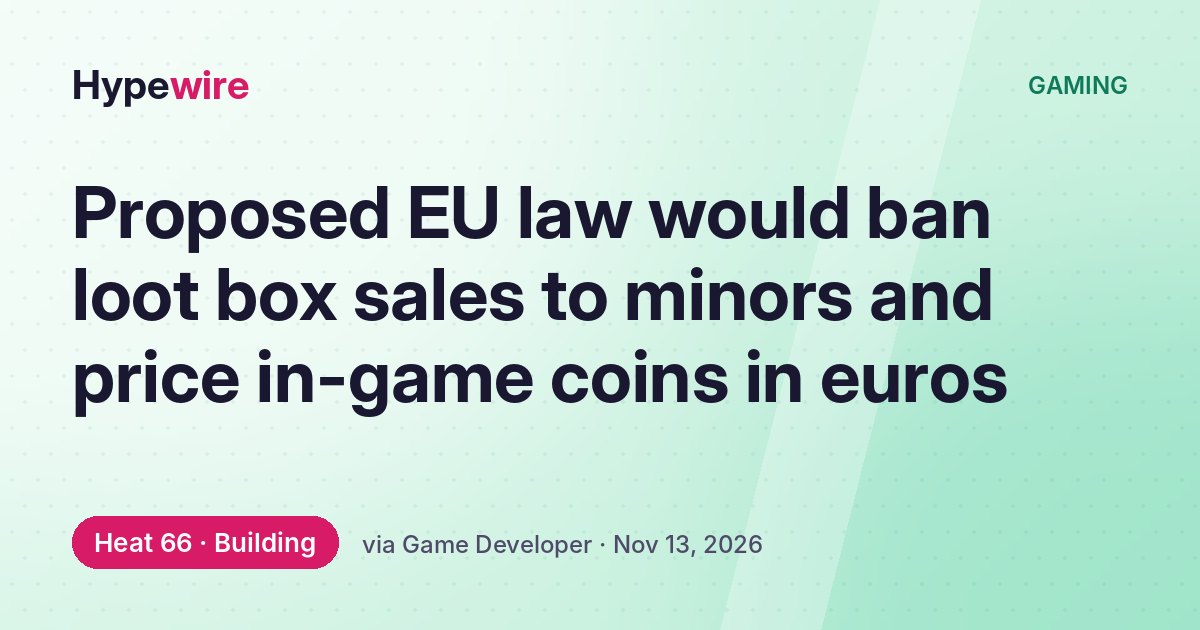 Hypewire
GAMING
Proposed EU law would ban
loot box sales to minors and
price in-game coins in euros
Heat 66 · Building
via Game Developer · Nov 13, 2026